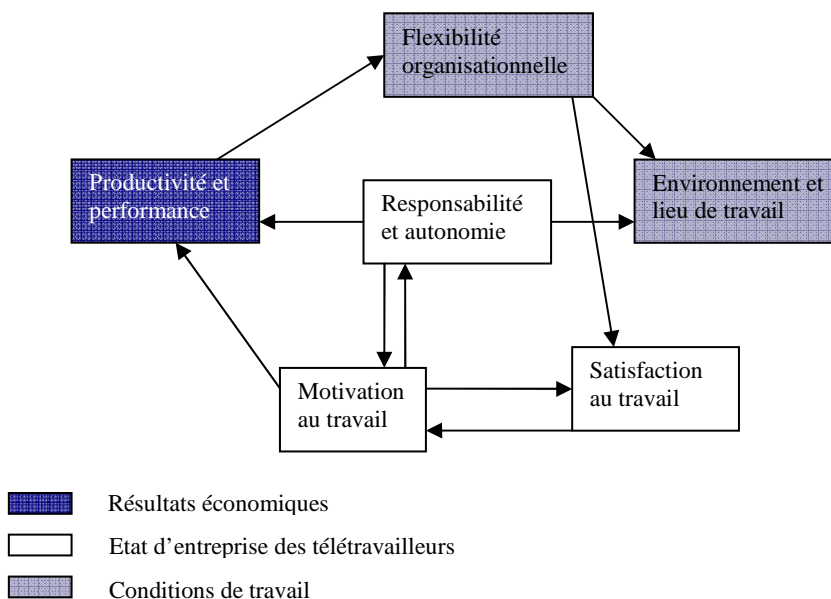 Flexibilité
organisationnelle
Productivité et
performance
Responsabilité
et autonomie
Environnement et
lieu de travail
Motivation
au travail
Satisfaction
au travail
Résultats économiques
Etat d'entreprise des télétravailleurs
Conditions de travail